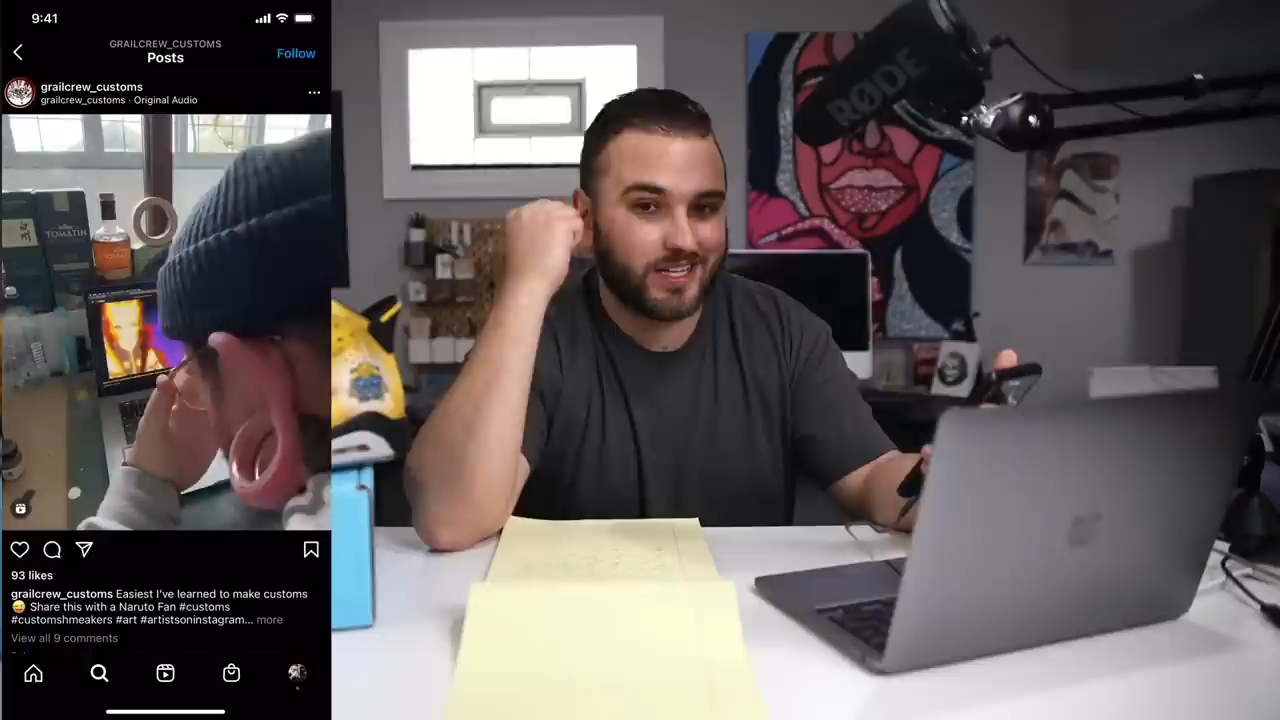 9:41
GRAILCREW_CUSTOMS
Posts
Follow
grailcrew_customs
grailcrew_customs · Original Audio
TOMATIN
RØDE
93 likes
grailcrew_customs Easiest I've learned to make customs
😜 Share this with a Naruto Fan #customs
#customshmeakers #art #artistsoninstagram... more
View all 9 comments